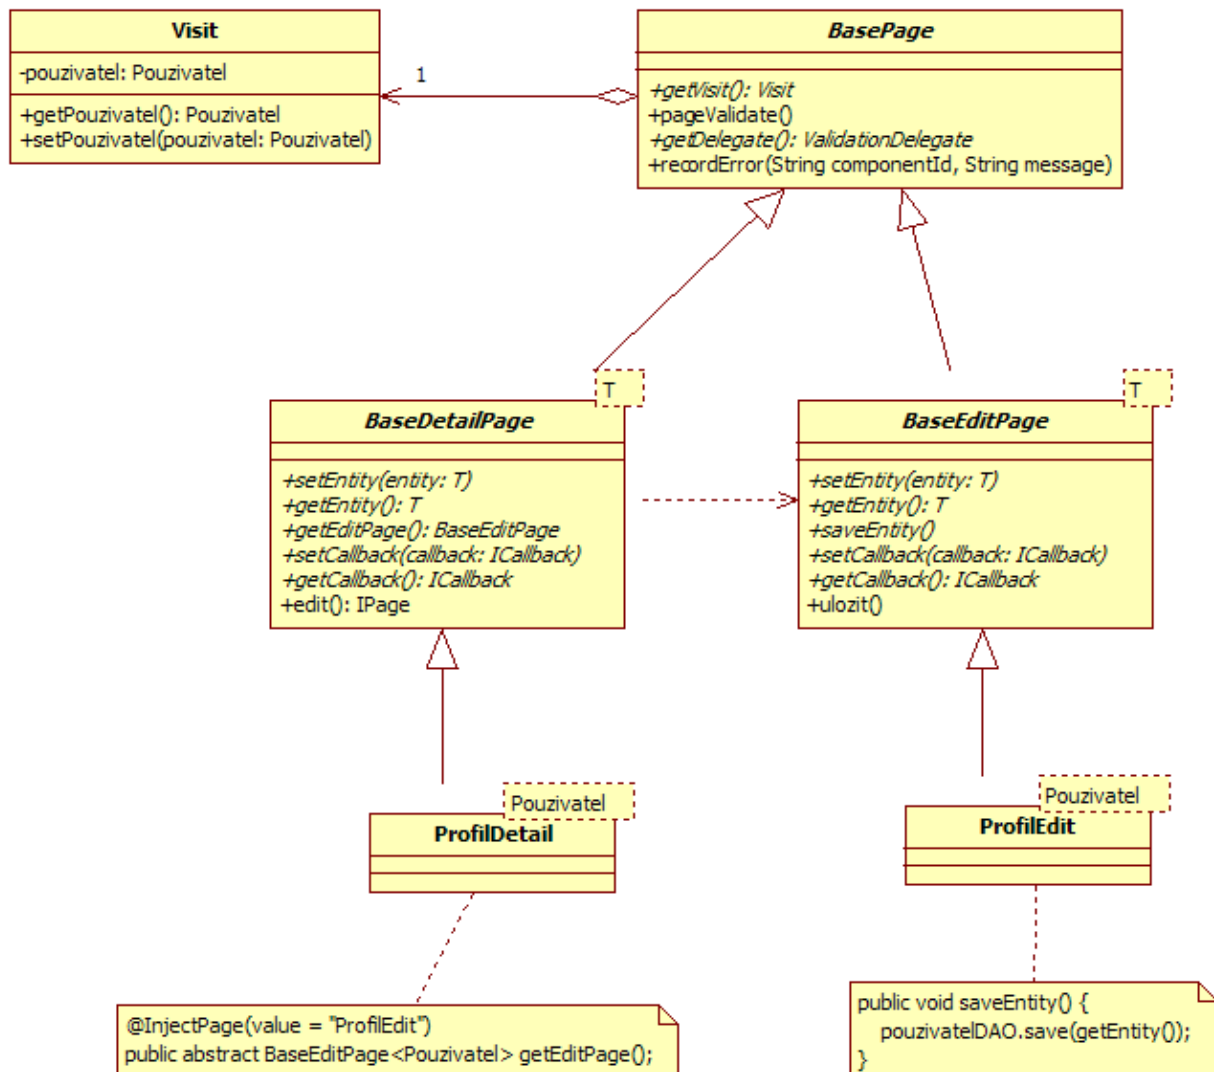 Visit
-pouzivatel: Pouzivatel
+getPouzivatel(): Pouzivatel
+setPouzivatel(pouzivatel: Pouzivatel)
1
BasePage
+getVisit(): Visit
+pageValidate()
+getDelegate(): ValidationDelegate
+recordError(String componentId, String message)
T
BaseDetailPage
+setEntity(entity: T)
+getEntity(): T
+getEditPage(): BaseEditPage
+setCallback(callback: ICallback)
+getCallback(): ICallback
+edit(): IPage
T
BaseEditPage
+setEntity(entity: T)
+getEntity(): T
+saveEntity()
+setCallback(callback: ICallback)
+getCallback(): ICallback
+ulozit()
Pouzivatel
ProfilDetail
Pouzivatel
ProfilEdit
@InjectPage(value = "ProfilEdit")
public abstract BaseEditPage<Pouzivatel> getEditPage();
public void saveEntity() {
pouzivatelDAO.save(getEntity());
}